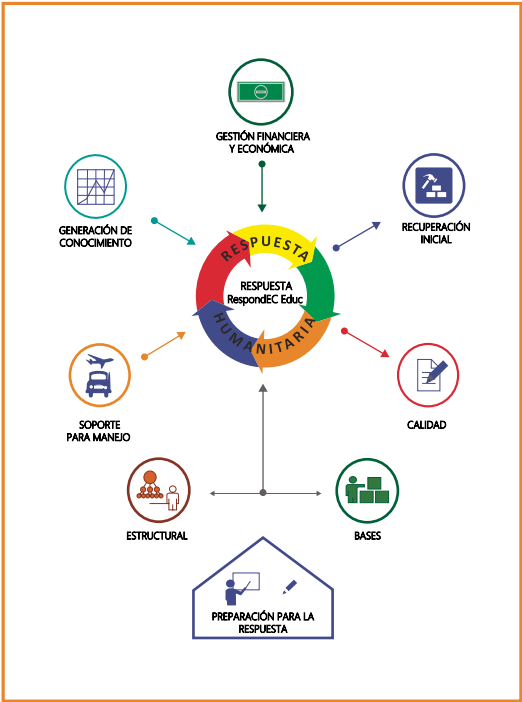 GESTIÓN FINANCIERA
Y ECONÓMICA
GENERACIÓN DE
CONOCIMIENTO
RECUPERACIÓN
INICIAL
RESPUESTA
RESPUESTA
RespondEC Educ
HUMANITARIA
SOPORTE
PARA MANEJO
CALIDAD
ESTRUCTURAL
BASES
PREPARACIÓN PARA LA
RESPUESTA